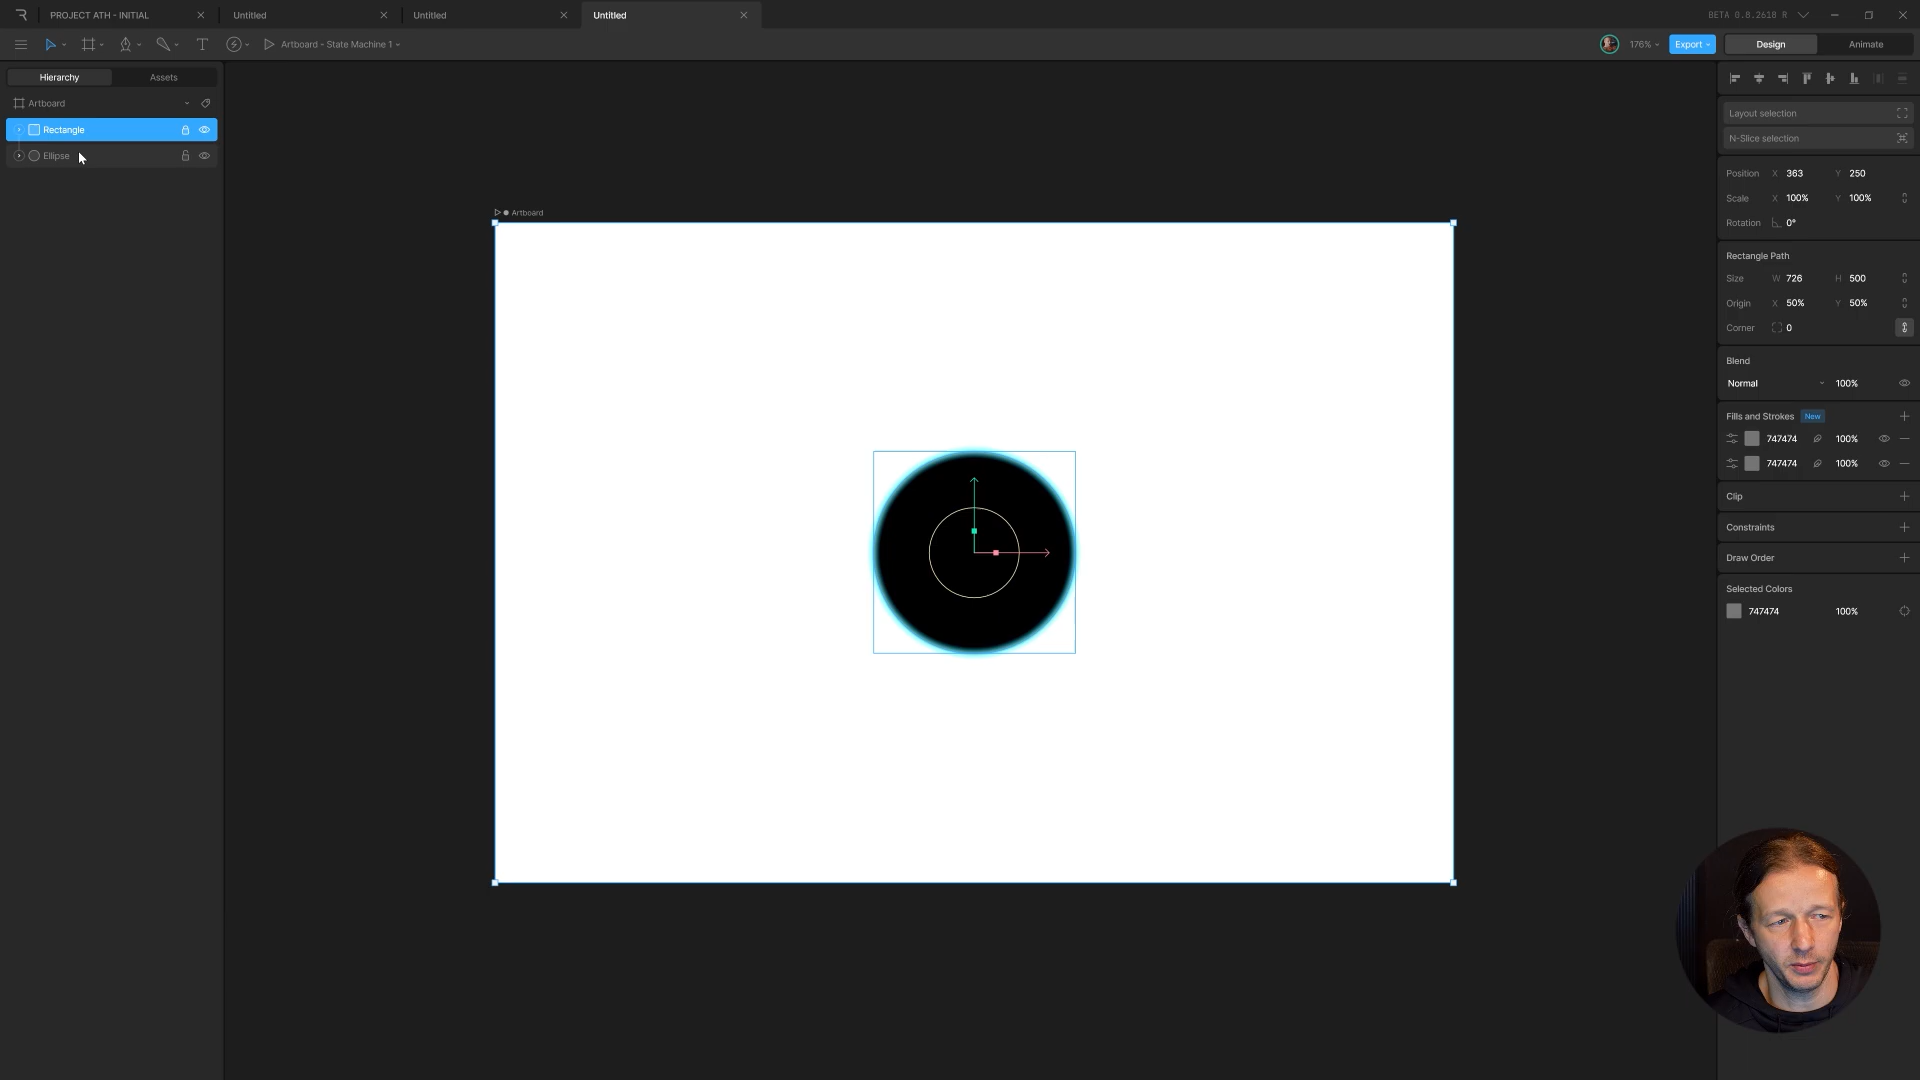 PROJECT ATH - INITIAL
Untitled
Untitled
Untitled
BETA 0.8.2618 R
Artboard - State Machine 1
176%
Export
Design
Animate
Hierarchy
Assets
Artboard
Rectangle
Ellipse
Artboard
Layout selection
N-Slice selection
Position X 363 Y 250
Scale X 100% Y 100%
Rotation 0°
Rectangle Path
Size W 726 H 500
Origin X 50% Y 50%
Corner 0
Blend
Normal 100%
Fills and Strokes New
747474 100%
747474 100%
Clip
Constraints
Draw Order
Selected Colors
747474 100%